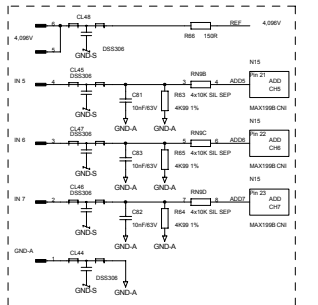 6 CL48 REF 4,096V
4,096V DSS306 R66 150R
5 GND-S
N15
CL45 RN9B Pin 21
IN 5 4 DSS306 3 4 ADD5 ADD
C81 R63 4x10K SIL SEP CH5
GND-S 10nF/63V 4K99 1% MAX199B CNI
GND-A GND-A
N15
CL47 RN9C Pin 22
IN 6 3 DSS306 5 6 ADD6 ADD
C83 R65 4x10K SIL SEP CH6
GND-S 10nF/63V 4K99 1% MAX199B CNI
GND-A GND-A
N15
CL46 RN9D Pin 23
IN 7 2 DSS306 7 8 ADD7 ADD
C82 R64 4x10K SIL SEP CH7
GND-S 10nF/63V 4K99 1% MAX199B CNI
GND-A GND-A
GND-A 1 CL44
DSS306
GND-S GND-A